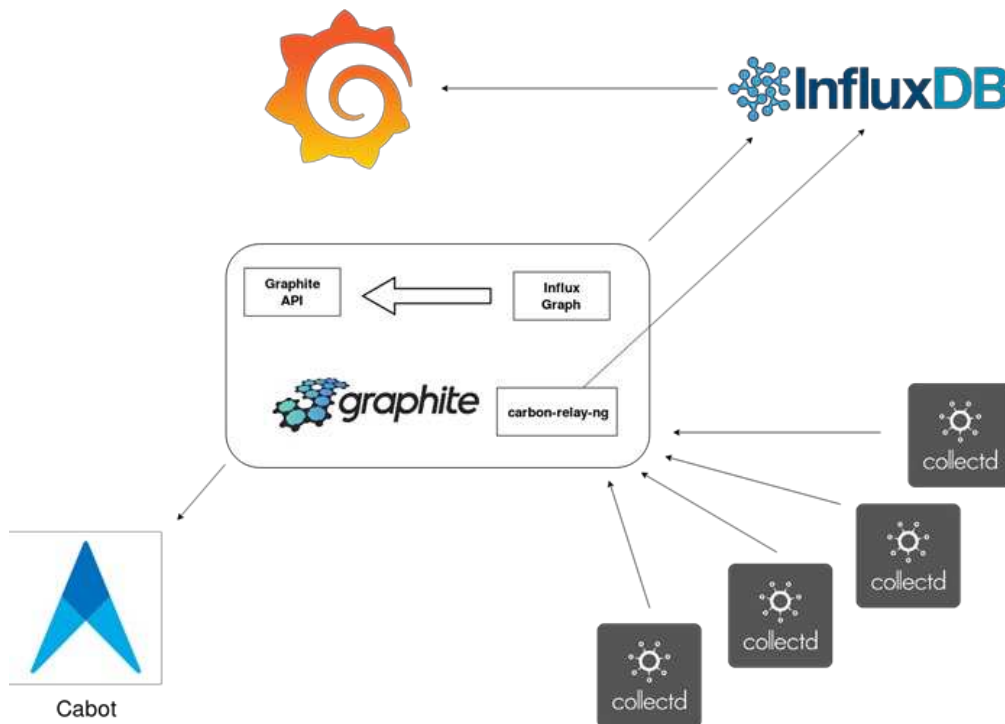 InfluxDB
Graphite
API
Influx
Graph
graphite
carbon-relay-ng
collectd
collectd
collectd
collectd
Cabot